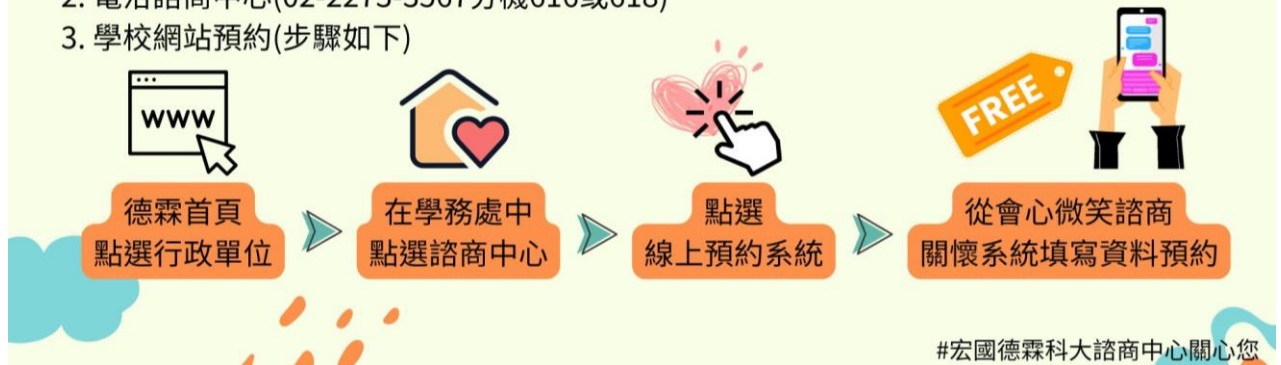 3. 學校網站預約(步驟如下)
WWW
FREE
德霖首頁
點選行政單位
在學務處中
點選諮商中心
點選
線上預約系統
從會心微笑諮商
關懷系統填寫資料預約
#宏國德霖科大諮商中心關心您